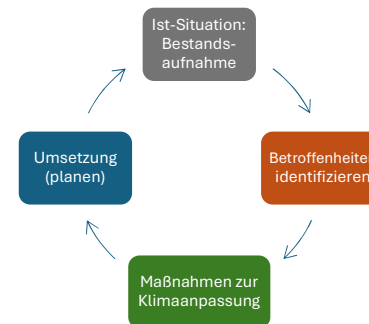 Ist-Situation:
Bestands-
aufnahme
Umsetzung
(planen)
Betroffenheite
identifizieren
Maßnahmen zur
Klimaanpassung